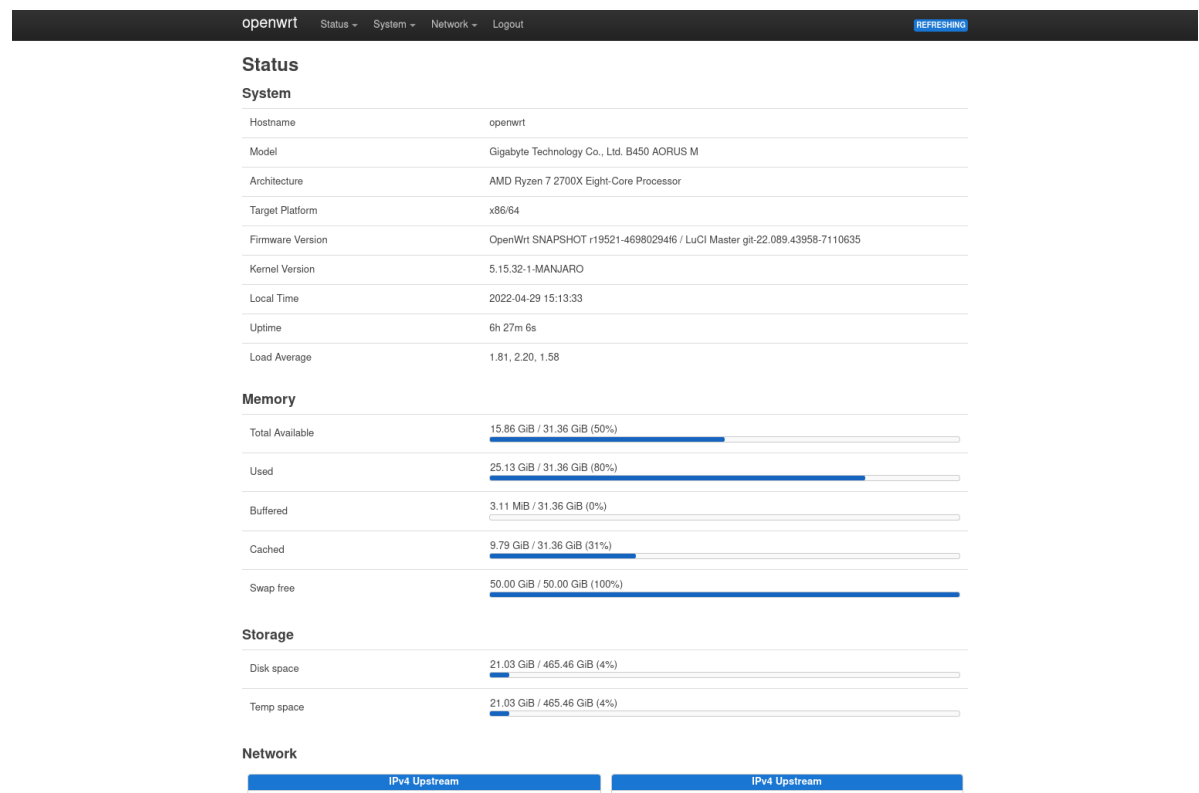 openwrt Status System Network Logout REFRESHING
Status
System
Hostname openwrt
Model Gigabyte Technology Co., Ltd. B450 AORUS M
Architecture AMD Ryzen 7 2700X Eight-Core Processor
Target Platform x86/64
Firmware Version OpenWrt SNAPSHOT r19521-46980294f6 / LuCI Master git-22.089.43958-7110635
Kernel Version 5.15.32-1-MANJARO
Local Time 2022-04-29 15:13:33
Uptime 6h 27m 6s
Load Average 1.81, 2.20, 1.58
Memory
Total Available 15.86 GiB / 31.36 GiB (50%)
Used 25.13 GiB / 31.36 GiB (80%)
Buffered 3.11 MiB / 31.36 GiB (0%)
Cached 9.79 GiB / 31.36 GiB (31%)
Swap free 50.00 GiB / 50.00 GiB (100%)
Storage
Disk space 21.03 GiB / 465.46 GiB (4%)
Temp space 21.03 GiB / 465.46 GiB (4%)
Network
IPv4 Upstream IPv4 Upstream